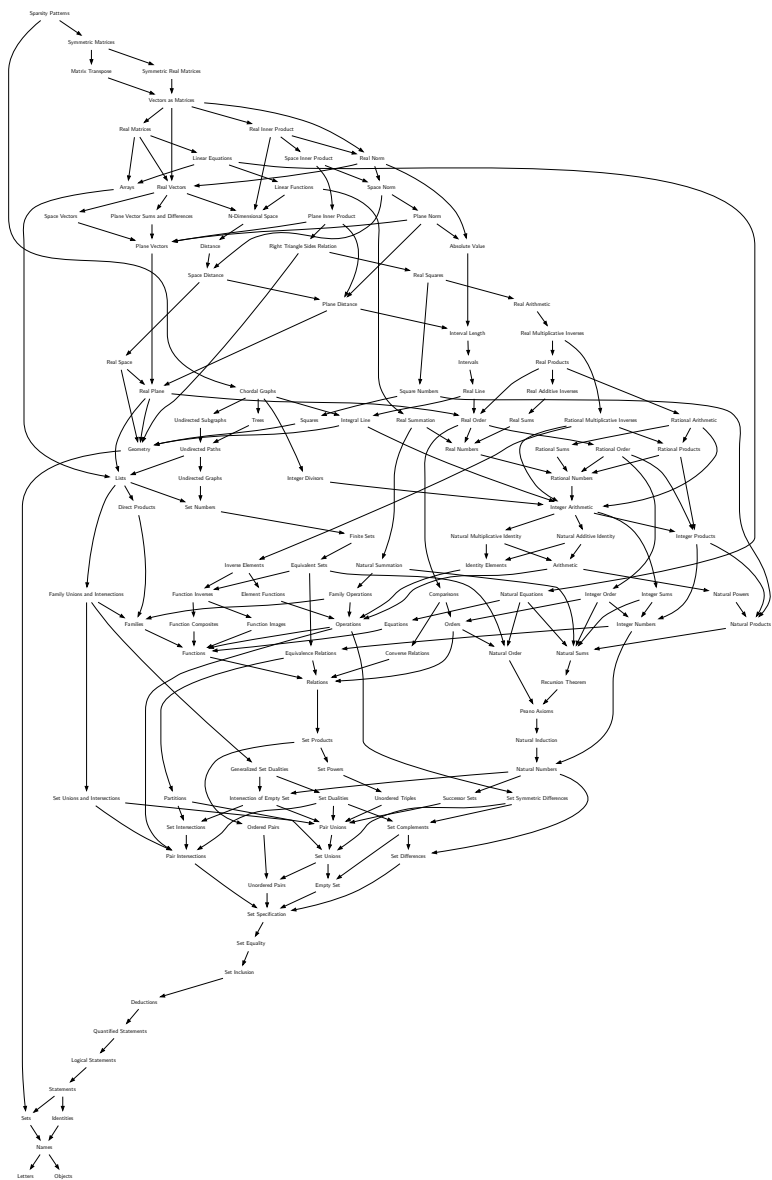 Sparsity Patterns
Symmetric Matrices
Matrix Transpose
Symmetric Real Matrices
Vectors as Matrices
Real Matrices
Real Inner Product
Linear Equations
Space Inner Product
Real Norm
Arrays
Real Vectors
Linear Functions
Space Norm
Space Vectors
Plane Vector Sums and Differences
N-Dimensional Space
Plane Inner Product
Plane Norm
Plane Vectors
Distance
Right Triangle Sides Relation
Absolute Value
Space Distance
Real Squares
Plane Distance
Real Arithmetic
Interval Length
Real Multiplicative Inverses
Real Space
Intervals
Real Products
Real Plane
Chordal Graphs
Square Numbers
Real Line
Real Additive Inverses
Undirected Subgraphs
Trees
Squares
Integral Line
Real Summation
Real Order
Real Sums
Rational Multiplicative Inverses
Rational Arithmetic
Geometry
Undirected Paths
Real Numbers
Rational Sums
Rational Order
Rational Products
Lists
Undirected Graphs
Integer Divisors
Rational Numbers
Direct Products
Set Numbers
Integer Arithmetic
Finite Sets
Natural Multiplicative Identity
Natural Additive Identity
Integer Products
Inverse Elements
Equivalent Sets
Natural Summation
Identity Elements
Arithmetic
Family Unions and Intersections
Function Inverses
Element Functions
Family Operations
Comparisons
Natural Equations
Integer Order
Integer Sums
Natural Powers
Families
Function Composites
Function Images
Operations
Equations
Orders
Integer Numbers
Natural Products
Functions
Equivalence Relations
Converse Relations
Natural Order
Natural Sums
Relations
Recursion Theorem
Peano Axioms
Set Products
Natural Induction
Generalized Set Dualities
Set Powers
Natural Numbers
Set Unions and Intersections
Partitions
Intersection of Empty Set
Set Dualities
Unordered Triples
Successor Sets
Set Symmetric Differences
Set Intersections
Ordered Pairs
Pair Unions
Set Complements
Pair Intersections
Set Unions
Set Differences
Unordered Pairs
Empty Set
Set Specification
Set Equality
Set Inclusion
Deductions
Quantified Statements
Logical Statements
Statements
Sets
Identities
Names
Letters
Objects